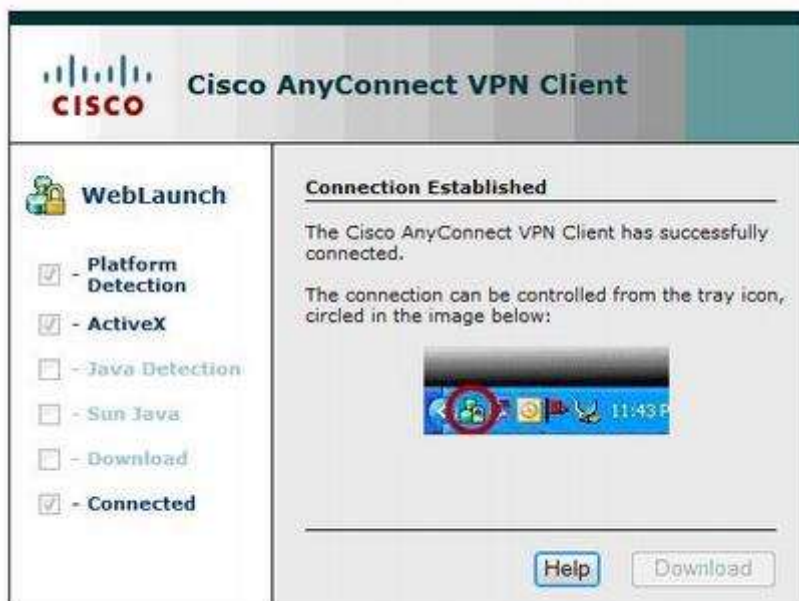 CISCO
Cisco AnyConnect VPN Client
WebLaunch
- Platform
Detection
- ActiveX
- Java Detection
- Sun Java
- Download
- Connected
Connection Established
The Cisco AnyConnect VPN Client has successfully
connected.
The connection can be controlled from the tray icon,
circled in the image below:
11:43 P
Help
Download